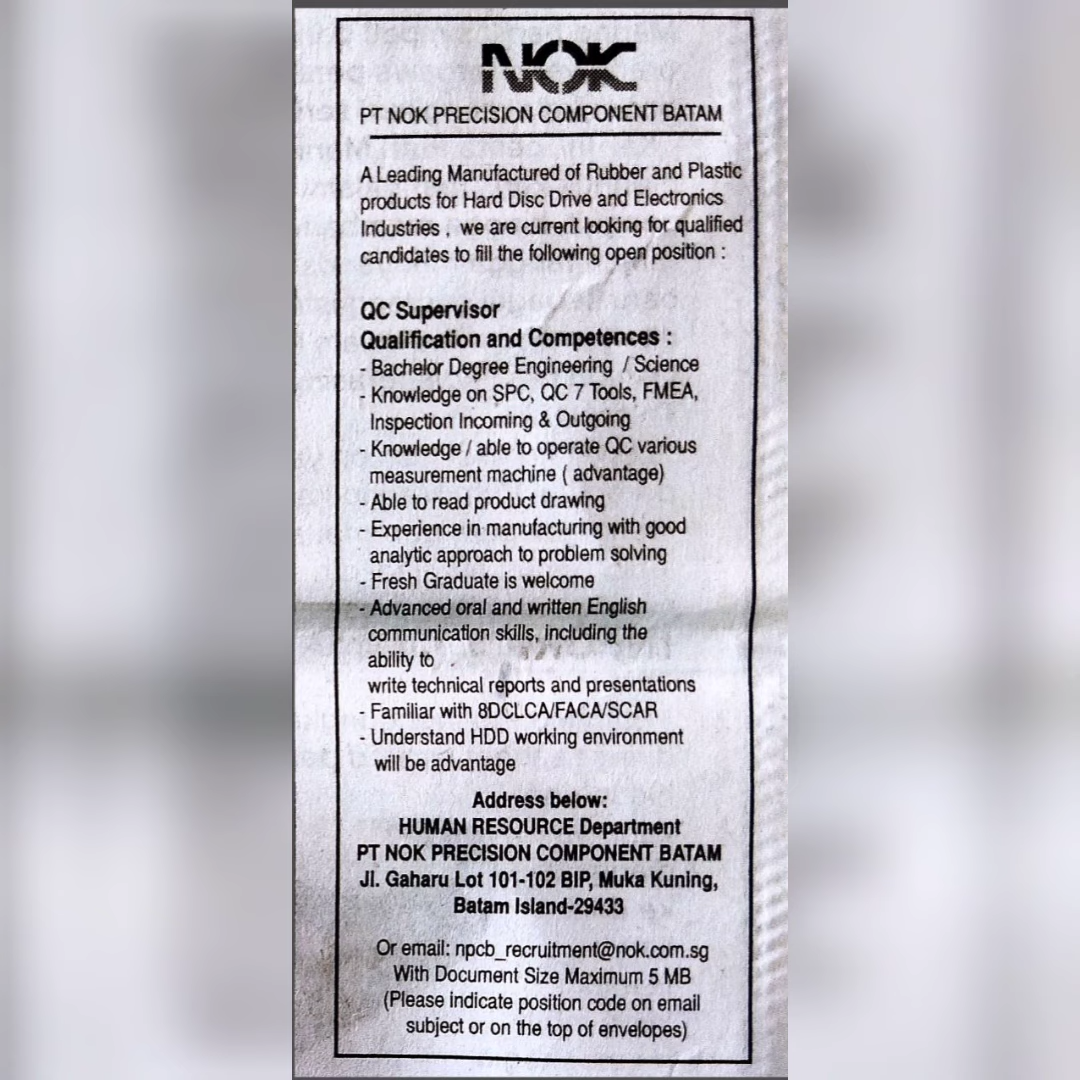 NOK
PT NOK PRECISION COMPONENT BATAM
A Leading Manufactured of Rubber and Plastic
products for Hard Disc Drive and Electronics
Industries , we are current looking for qualified
candidates to fill the following open position :
QC Supervisor
Qualification and Competences :
- Bachelor Degree Engineering / Science
- Knowledge on SPC, QC 7 Tools, FMEA,
Inspection Incoming & Outgoing
- Knowledge / able to operate QC various
measurement machine ( advantage)
- Able to read product drawing
- Experience in manufacturing with good
analytic approach to problem solving
- Fresh Graduate is welcome
- Advanced oral and written English
communication skills, including the
ability to
write technical reports and presentations
- Familiar with 8DCLCA/FACA/SCAR
- Understand HDD working environment
will be advantage
Address below:
HUMAN RESOURCE Department
PT NOK PRECISION COMPONENT BATAM
Jl. Gaharu Lot 101-102 BIP, Muka Kuning,
Batam Island-29433
Or email: npcb_recruitment@nok.com.sg
With Document Size Maximum 5 MB
(Please indicate position code on email
subject or on the top of envelopes)